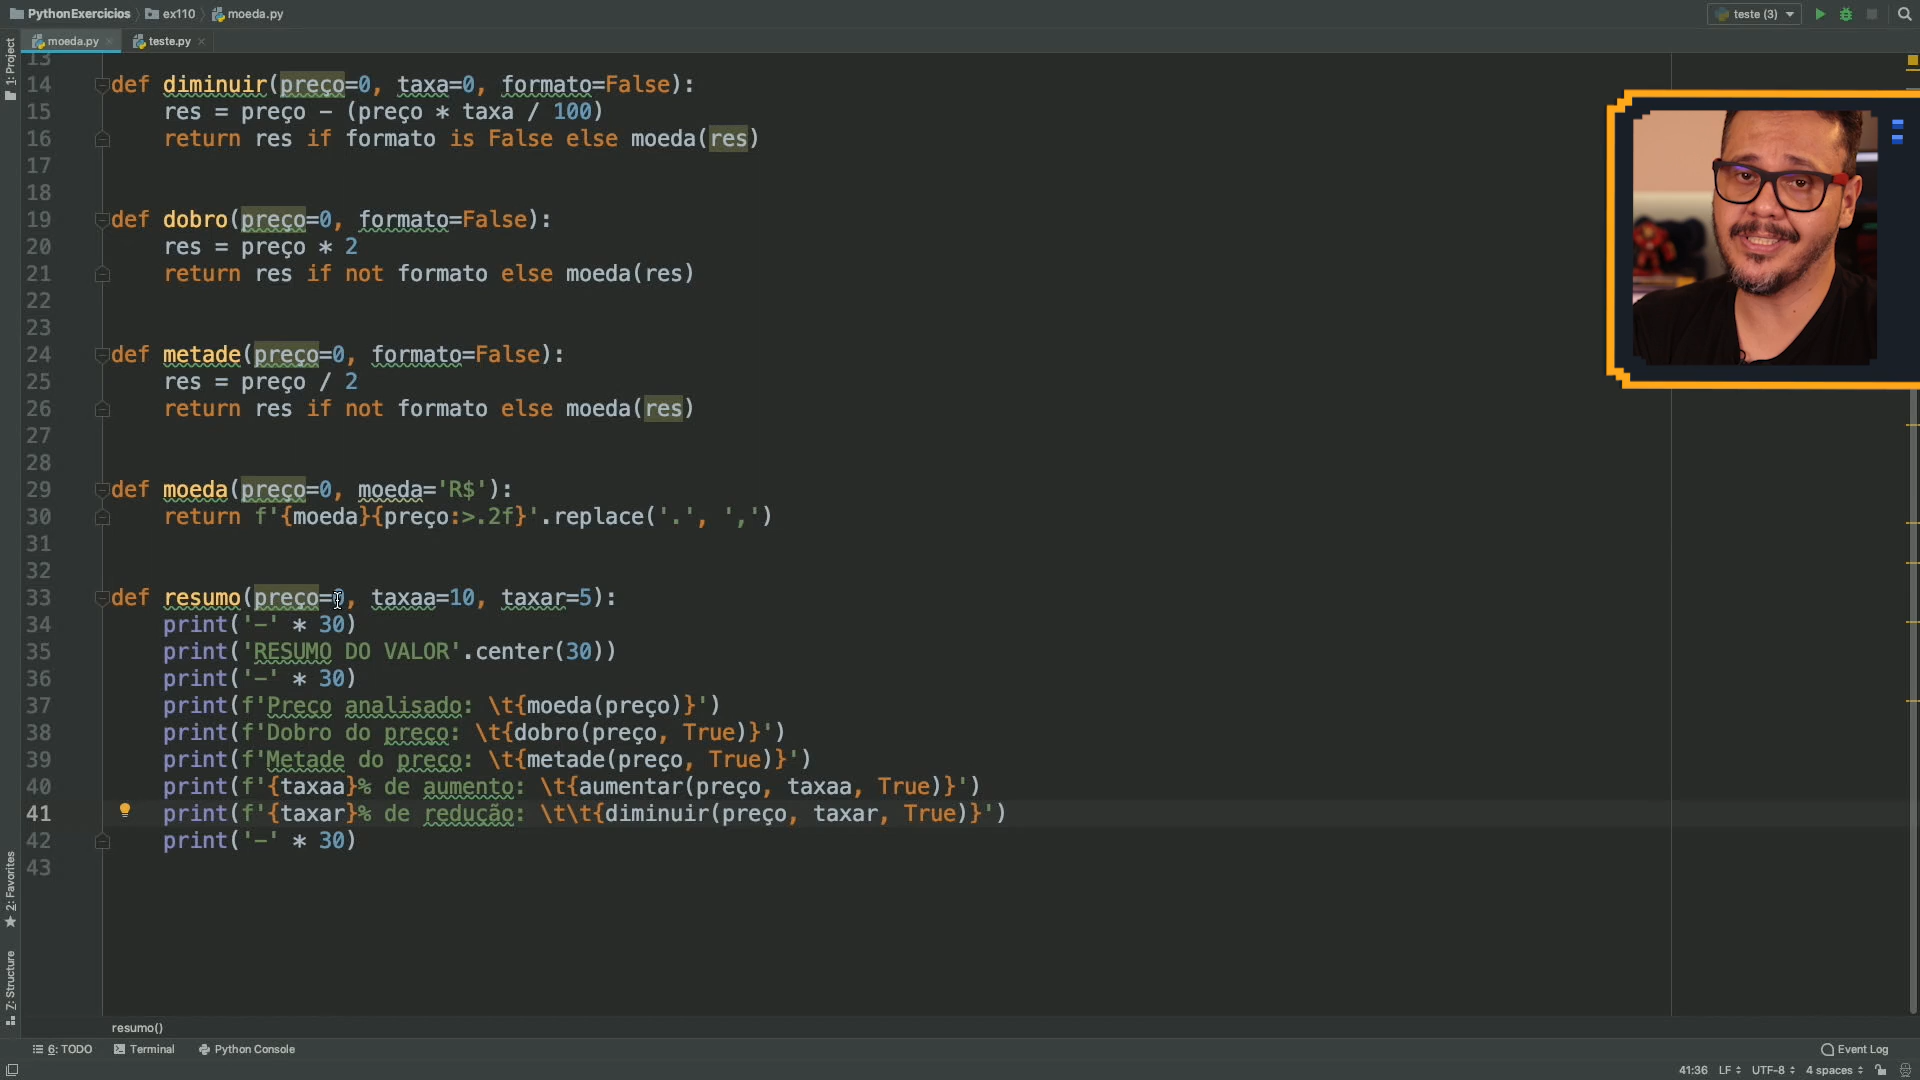 PythonExercicios ex110 moeda.py teste (3)
moeda.py teste.py
1: Project
13
14 def diminuir(preço=0, taxa=0, formato=False):
15 res = preço - (preço * taxa / 100)
16 return res if formato is False else moeda(res)
17
18
19 def dobro(preço=0, formato=False):
20 res = preço * 2
21 return res if not formato else moeda(res)
22
23
24 def metade(preço=0, formato=False):
25 res = preço / 2
26 return res if not formato else moeda(res)
27
28
29 def moeda(preço=0, moeda='R$'):
30 return f'{moeda}{preço:>.2f}'.replace('.', ',')
31
32
33 def resumo(preço=0, taxaa=10, taxar=5):
34 print('-' * 30)
35 print('RESUMO DO VALOR'.center(30))
36 print('-' * 30)
37 print(f'Preço analisado: \t{moeda(preço)}')
38 print(f'Dobro do preço: \t{dobro(preço, True)}')
39 print(f'Metade do preço: \t{metade(preço, True)}')
40 print(f'{taxaa}% de aumento: \t{aumentar(preço, taxaa, True)}')
41 print(f'{taxar}% de redução: \t\t{diminuir(preço, taxar, True)}')
42 print('-' * 30)
43
2: Favorites
Z: Structure
resumo()
6: TODO Terminal Python Console Event Log
41:36 LF UTF-8 4 spaces